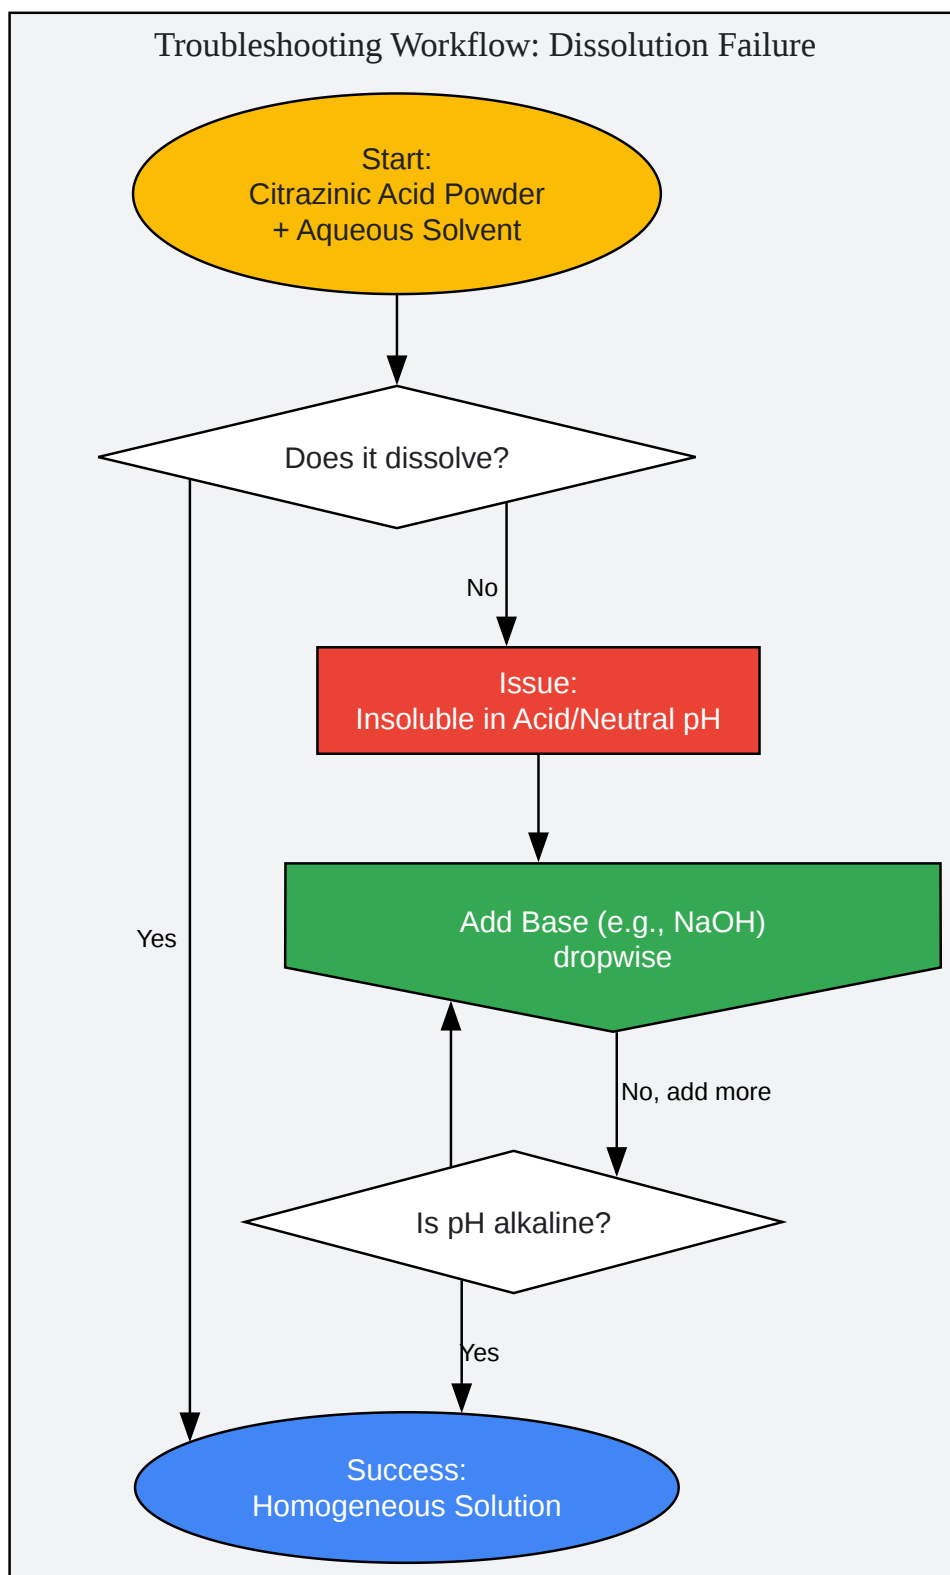 Troubleshooting Workflow: Dissolution Failure
Start:
Citrazinic Acid Powder
+ Aqueous Solvent
Does it dissolve?
No
Issue:
Insoluble in Acid/Neutral pH
Yes
Add Base (e.g., NaOH)
dropwise
No, add more
Is pH alkaline?
Yes
Success:
Homogeneous Solution